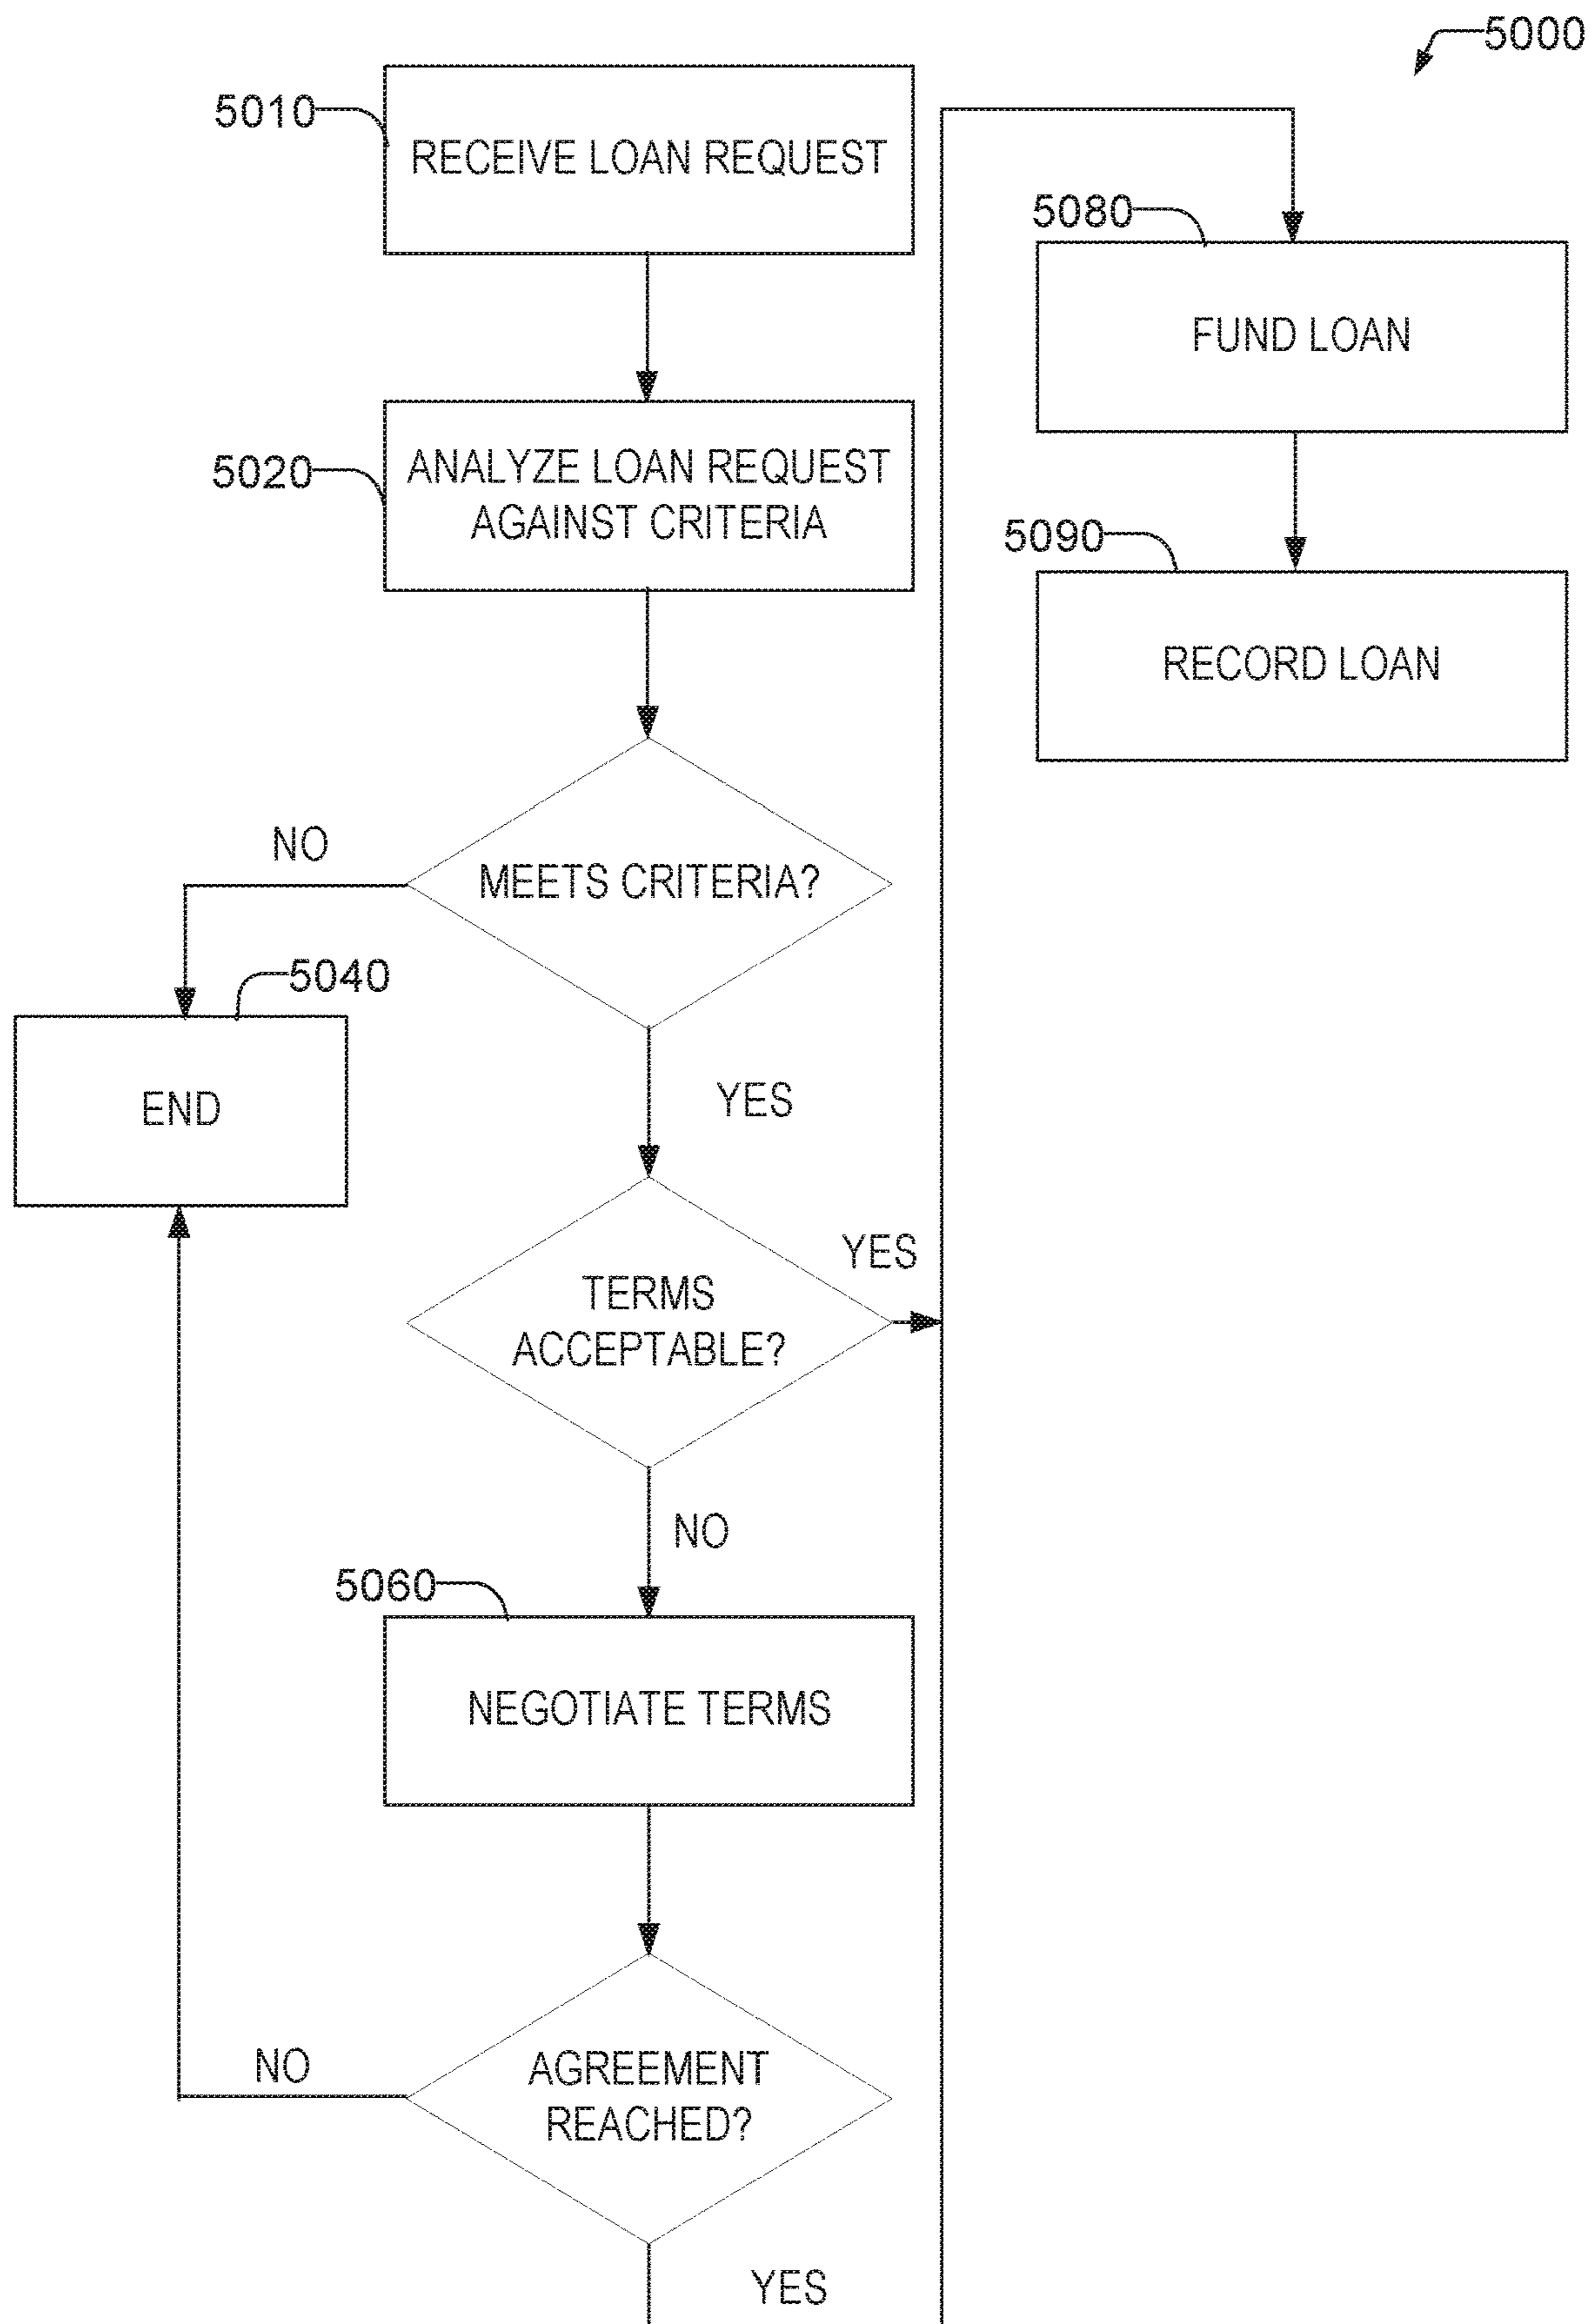 5000
5010
RECEIVE LOAN REQUEST
5020
ANALYZE LOAN REQUEST
AGAINST CRITERIA
MEETS CRITERIA?
NO
5040
END
YES
TERMS
ACCEPTABLE?
YES
NO
5060
NEGOTIATE TERMS
AGREEMENT
REACHED?
NO
YES
5080
FUND LOAN
5090
RECORD LOAN